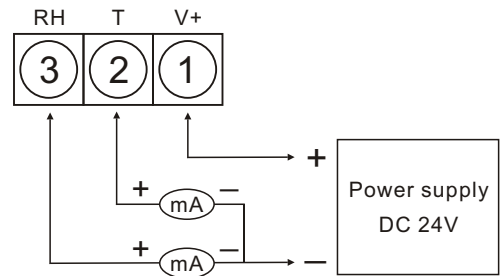 RH T V+
3 2 1
+
+ – Power supply
mA DC 24V
+ – –
mA